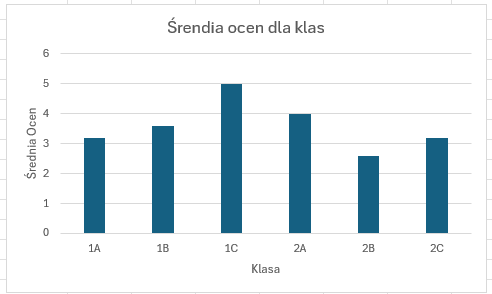 Śrendia ocen dla klas
6
5
4
3
2
1
0
Średnia Ocen
1A 1B 1C 2A 2B 2C
Klasa